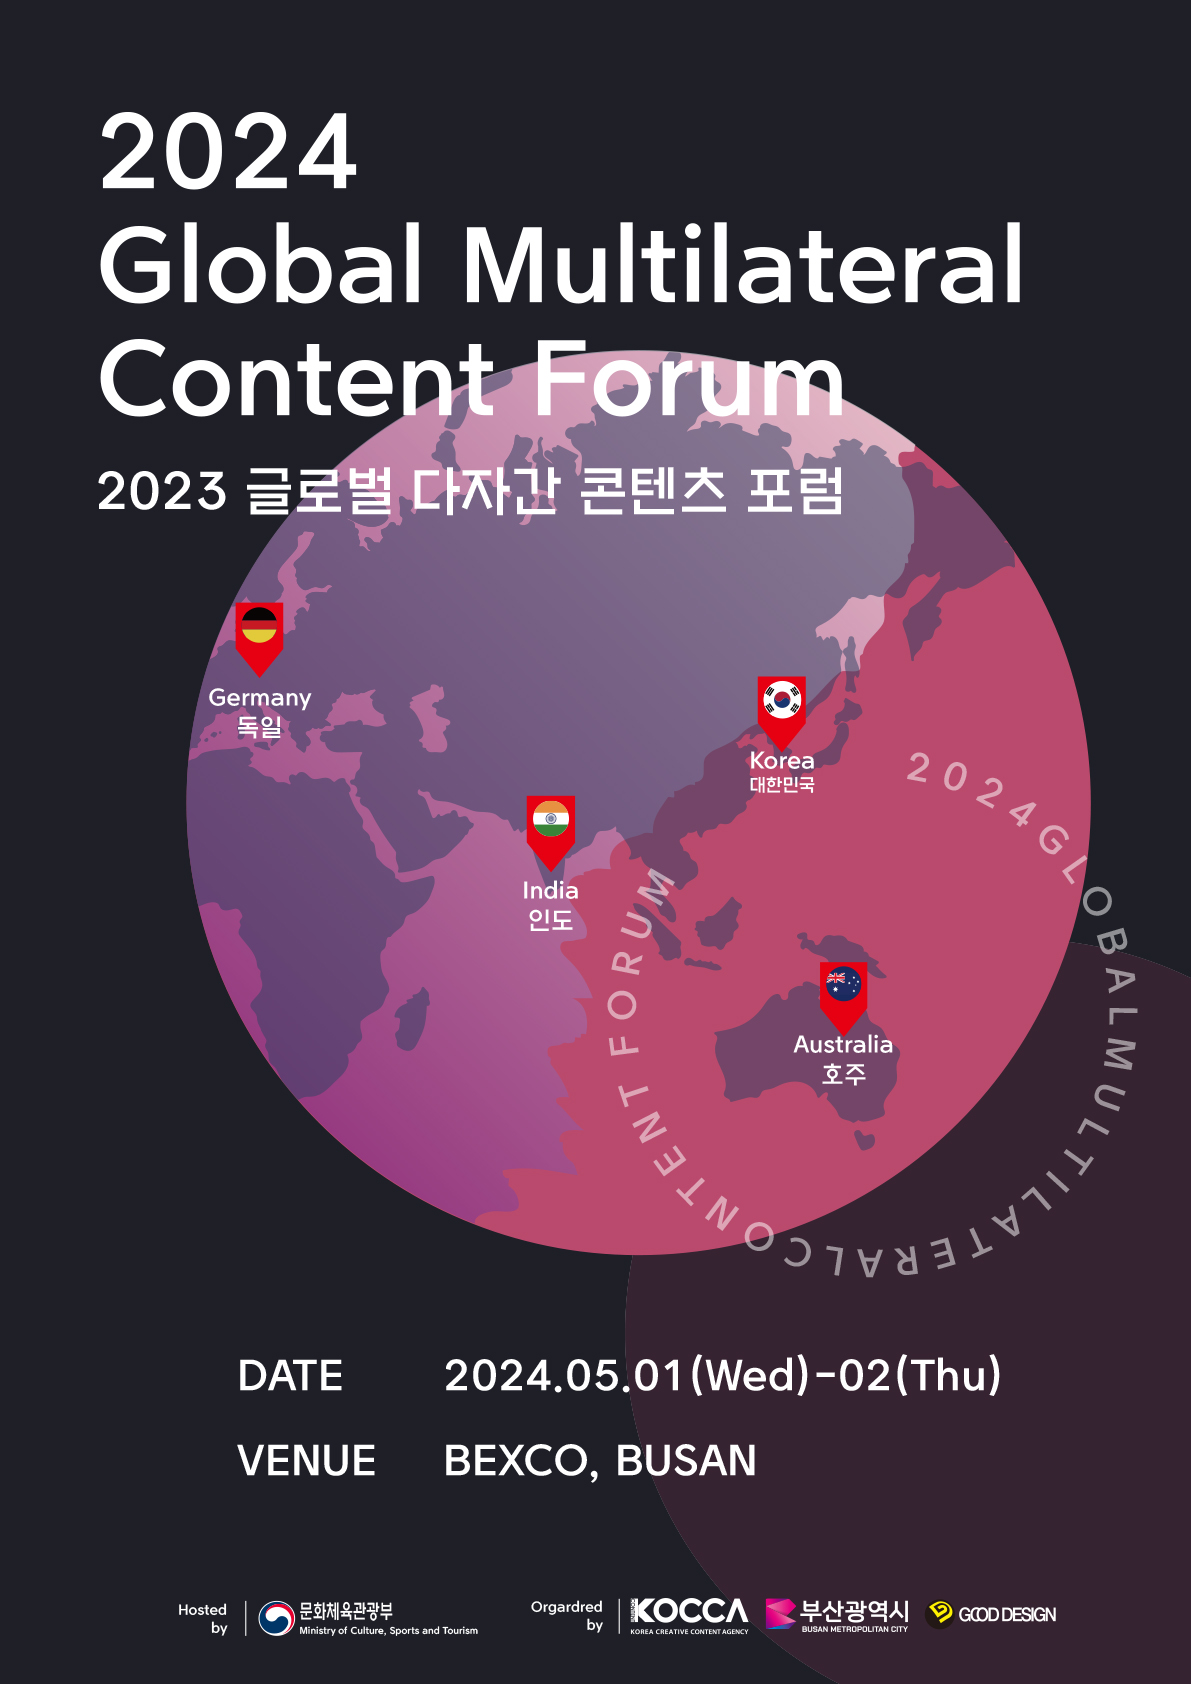 2024
Global Multilateral
Content Forum
2023 글로벌 다자간 콘텐츠 포럼
Germany
독일
Korea
대한민국
India
인도
Australia
호주
2024GLOBALMULTILATERALCONTENT FORUM
DATE 2024.05.01(Wed)-02(Thu)
VENUE BEXCO, BUSAN
Hosted
by
문화체육관광부
Ministry of Culture, Sports and Tourism
Orgardred
by
KOCCA
KOREA CREATIVE CONTENT AGENCY
부산광역시
BUSAN METROPOLITAN CITY
GOOD DESIGN